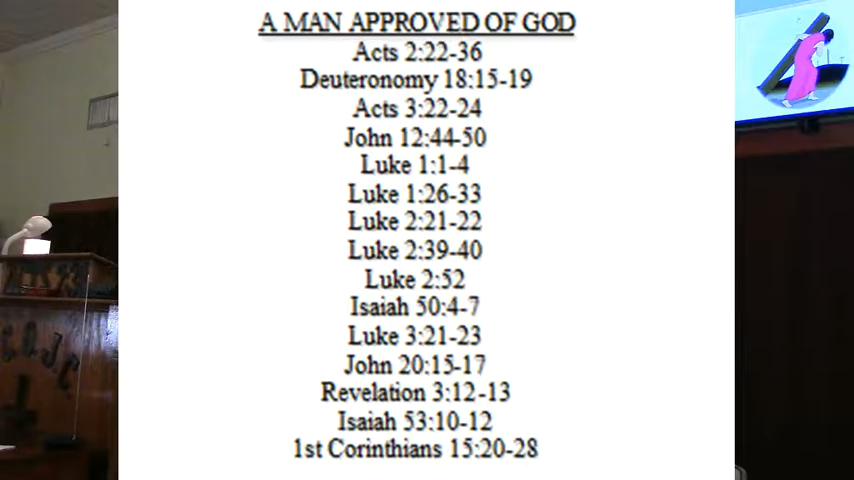 A MAN APPROVED OF GOD
Acts 2:22-36
Deuteronomy 18:15-19
Acts 3:22-24
John 12:44-50
Luke 1:1-4
Luke 1:26-33
Luke 2:21-22
Luke 2:39-40
Luke 2:52
Isaiah 50:4-7
Luke 3:21-23
John 20:15-17
Revelation 3:12-13
Isaiah 53:10-12
1st Corinthians 15:20-28
C.O.J.C